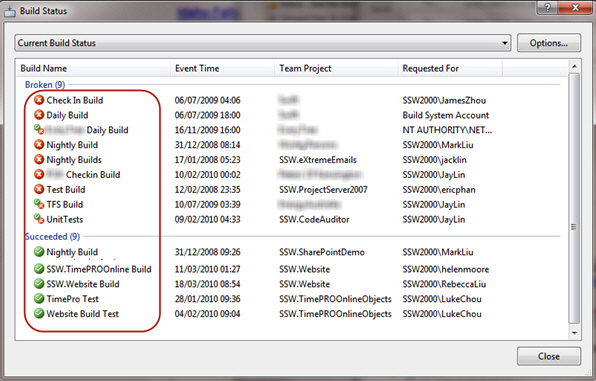 Build Status
Current Build Status
Options...
Build Name Event Time Team Project Requested For
Broken (9)
Check In Build 06/07/2009 04:06 SSW2000\JamesZhou
Daily Build 06/07/2009 18:00 Build System Account
Daily Build 16/11/2009 16:00 NT AUTHORITY\NET...
Nightly Build 31/12/2008 08:14 SSW2000\MarkLiu
Nightly Builds 17/01/2008 05:23 SSW.eXtremeEmails SSW2000\jacklin
Checkin Build 10/02/2010 00:02 SSW2000\JayLin
Test Build 12/02/2008 23:35 SSW.ProjectServer2007 SSW2000\ericphan
TFS Build 10/07/2009 03:39 SSW2000\JayLin
UnitTests 09/02/2010 04:33 SSW.CodeAuditor SSW2000\JayLin
Succeeded (9)
Nightly Build 31/12/2008 09:26 SSW.SharePointDemo SSW2000\MarkLiu
SSW.TimePROOnline Build 11/03/2010 01:27 SSW.Website SSW2000\helenmoore
SSW.Website Build 18/03/2010 08:54 SSW.Website SSW2000\RebeccaLiu
TimePro Test 28/01/2010 09:36 SSW.TimePROOnlineObjects SSW2000\LukeChou
Website Build Test 04/02/2010 09:04 SSW.TimePROOnlineObjects SSW2000\LukeChou
Close